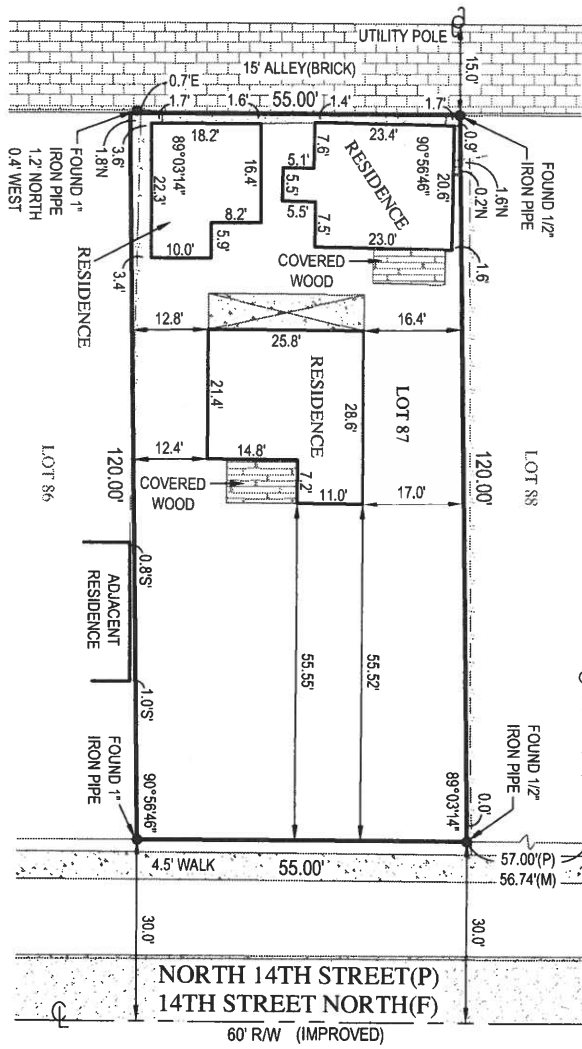 UTILITY POLE
15.0'
15' ALLEY(BRICK)
0.7'E
55.00'
1.7'
1.6'
1.4'
1.7'
FOUND 1"
IRON PIPE
1.2' NORTH
0.4' WEST
1.8'N
3.6'
18.2'
89°03'14"
22.3'
16.4'
8.2'
5.9'
10.0'
3.4'
RESIDENCE
23.4'
7.6'
5.1'
5.5'
5.5'
7.5'
90°56'46"
20.6'
RESIDENCE
23.0'
0.9'
0.2'N
1.6'N
1.6'
FOUND 1/2"
IRON PIPE
COVERED
WOOD
12.8'
25.8'
16.4'
21.4'
RESIDENCE
28.6'
LOT 87
12.4'
14.8'
7.2'
11.0'
17.0'
COVERED
WOOD
LOT 86
120.00'
120.00'
LOT 88
0.8'S'
ADJACENT
RESIDENCE
1.0'S'
55.55'
55.52'
FOUND 1"
IRON PIPE
90°56'46"
89°03'14"
FOUND 1/2"
IRON PIPE
0.0'
57.00'(P)
56.74'(M)
4.5' WALK
55.00'
30.0'
30.0'
NORTH 14TH STREET(P)
14TH STREET NORTH(F)
60' R/W (IMPROVED)